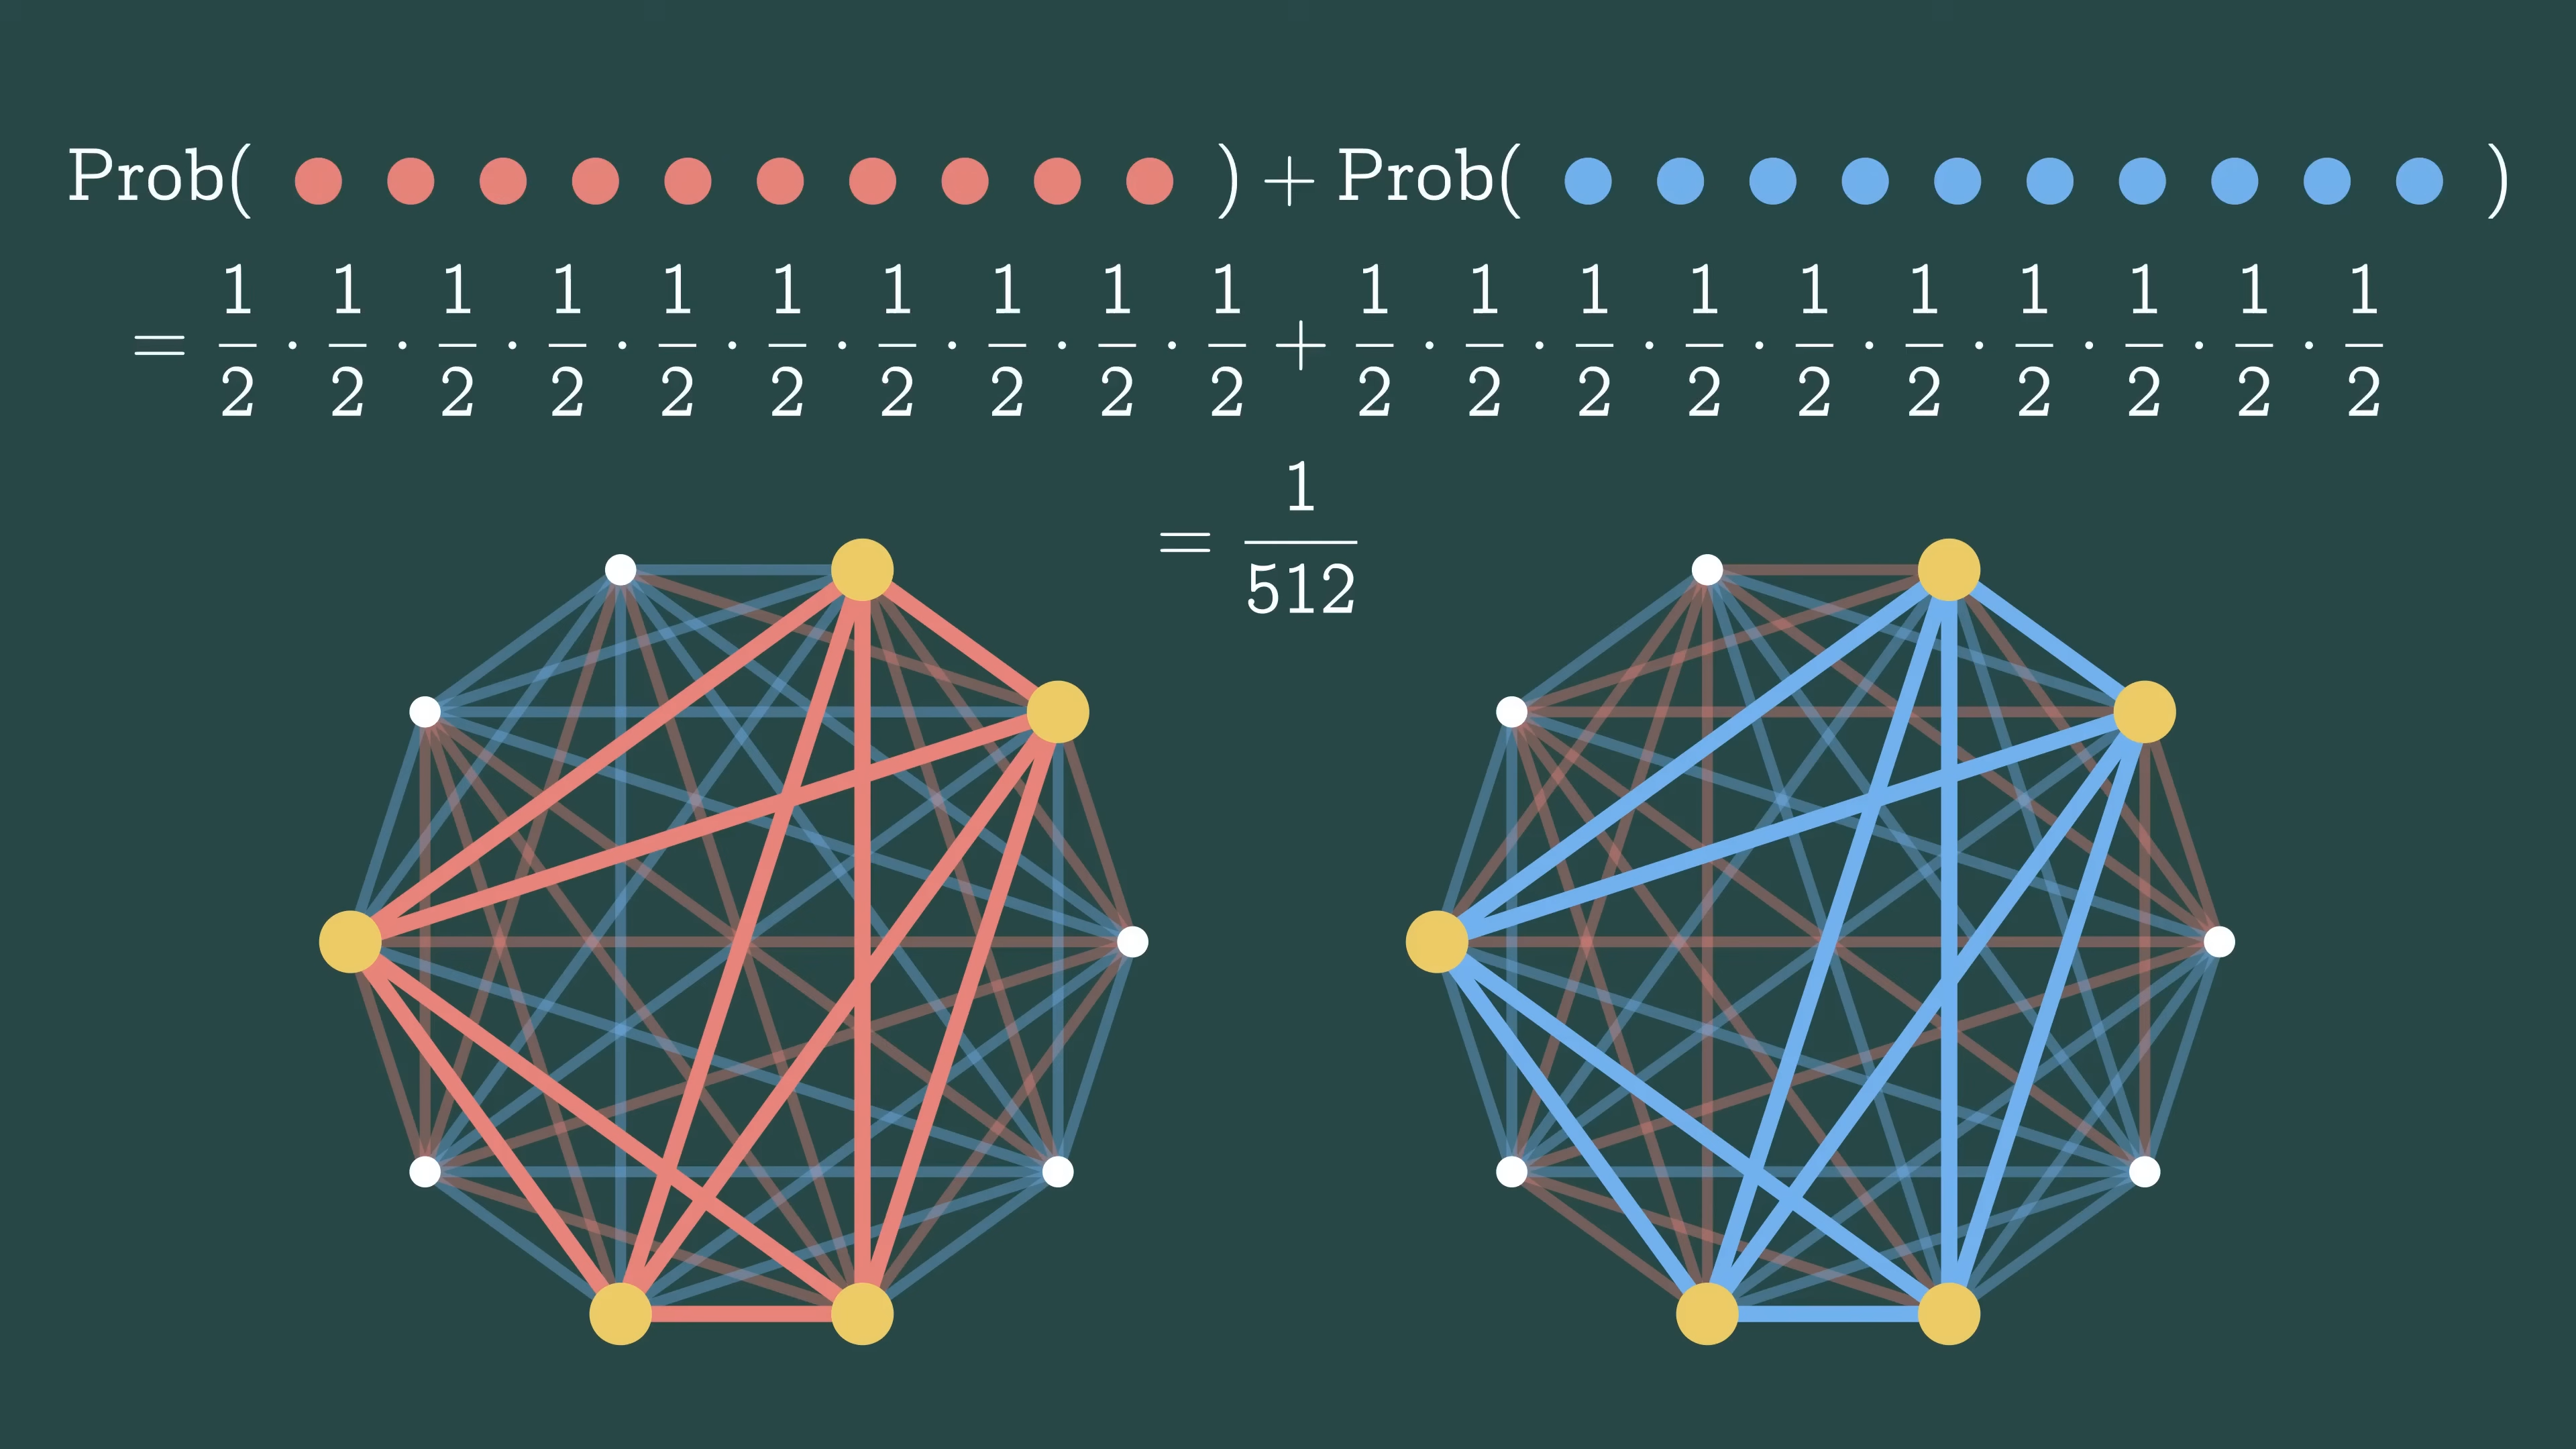 Prob( ) + Prob( )
= 1/2 · 1/2 · 1/2 · 1/2 · 1/2 · 1/2 · 1/2 · 1/2 · 1/2 · 1/2 + 1/2 · 1/2 · 1/2 · 1/2 · 1/2 · 1/2 · 1/2 · 1/2 · 1/2 · 1/2
= 1/512